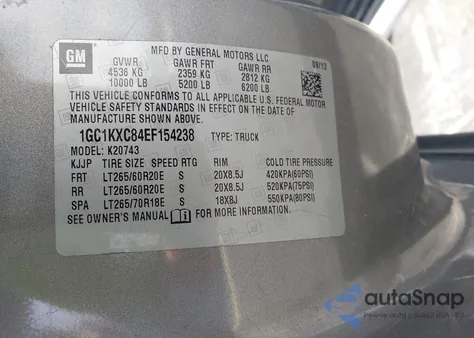 GM
MFD BY GENERAL MOTORS LLC
GVWR GAWR FRT GAWR RR 09/13
4536 KG 2359 KG 2812 KG
10000 LB 5200 LB 6200 LB
THIS VEHICLE CONFORMS TO ALL APPLICABLE U.S. FEDERAL MOTOR
VEHICLE SAFETY STANDARDS IN EFFECT ON THE DATE OF
MANUFACTURE SHOWN ABOVE.
1GC1KXC84EF154238 TYPE: TRUCK
MODEL: K20743
KJJP TIRE SIZE SPEED RTG RIM COLD TIRE PRESSURE
FRT LT265/60R20E S 20X8.5J 420KPA(60PSI)
RR LT265/60R20E S 20X8.5J 520KPA(75PSI)
SPA LT265/70R18E S 18X8J 550KPA(80PSI)
SEE OWNER'S MANUAL FOR MORE INFORMATION.
autoSnap